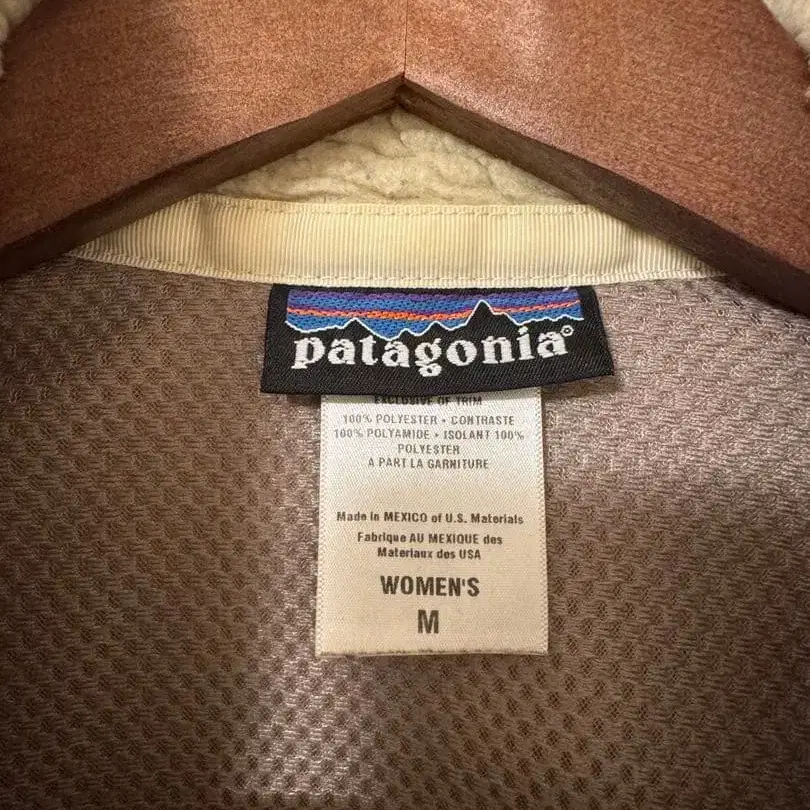 patagonia®
EXCLUSIVE OF TRIM
100% POLYESTER • CONTRASTE
100% POLYAMIDE • ISOLANT 100%
POLYESTER
A PART LA GARNITURE
Made in MEXICO of U.S. Materials
Fabrique AU MEXIQUE des
Materiaux des USA
WOMEN'S
M